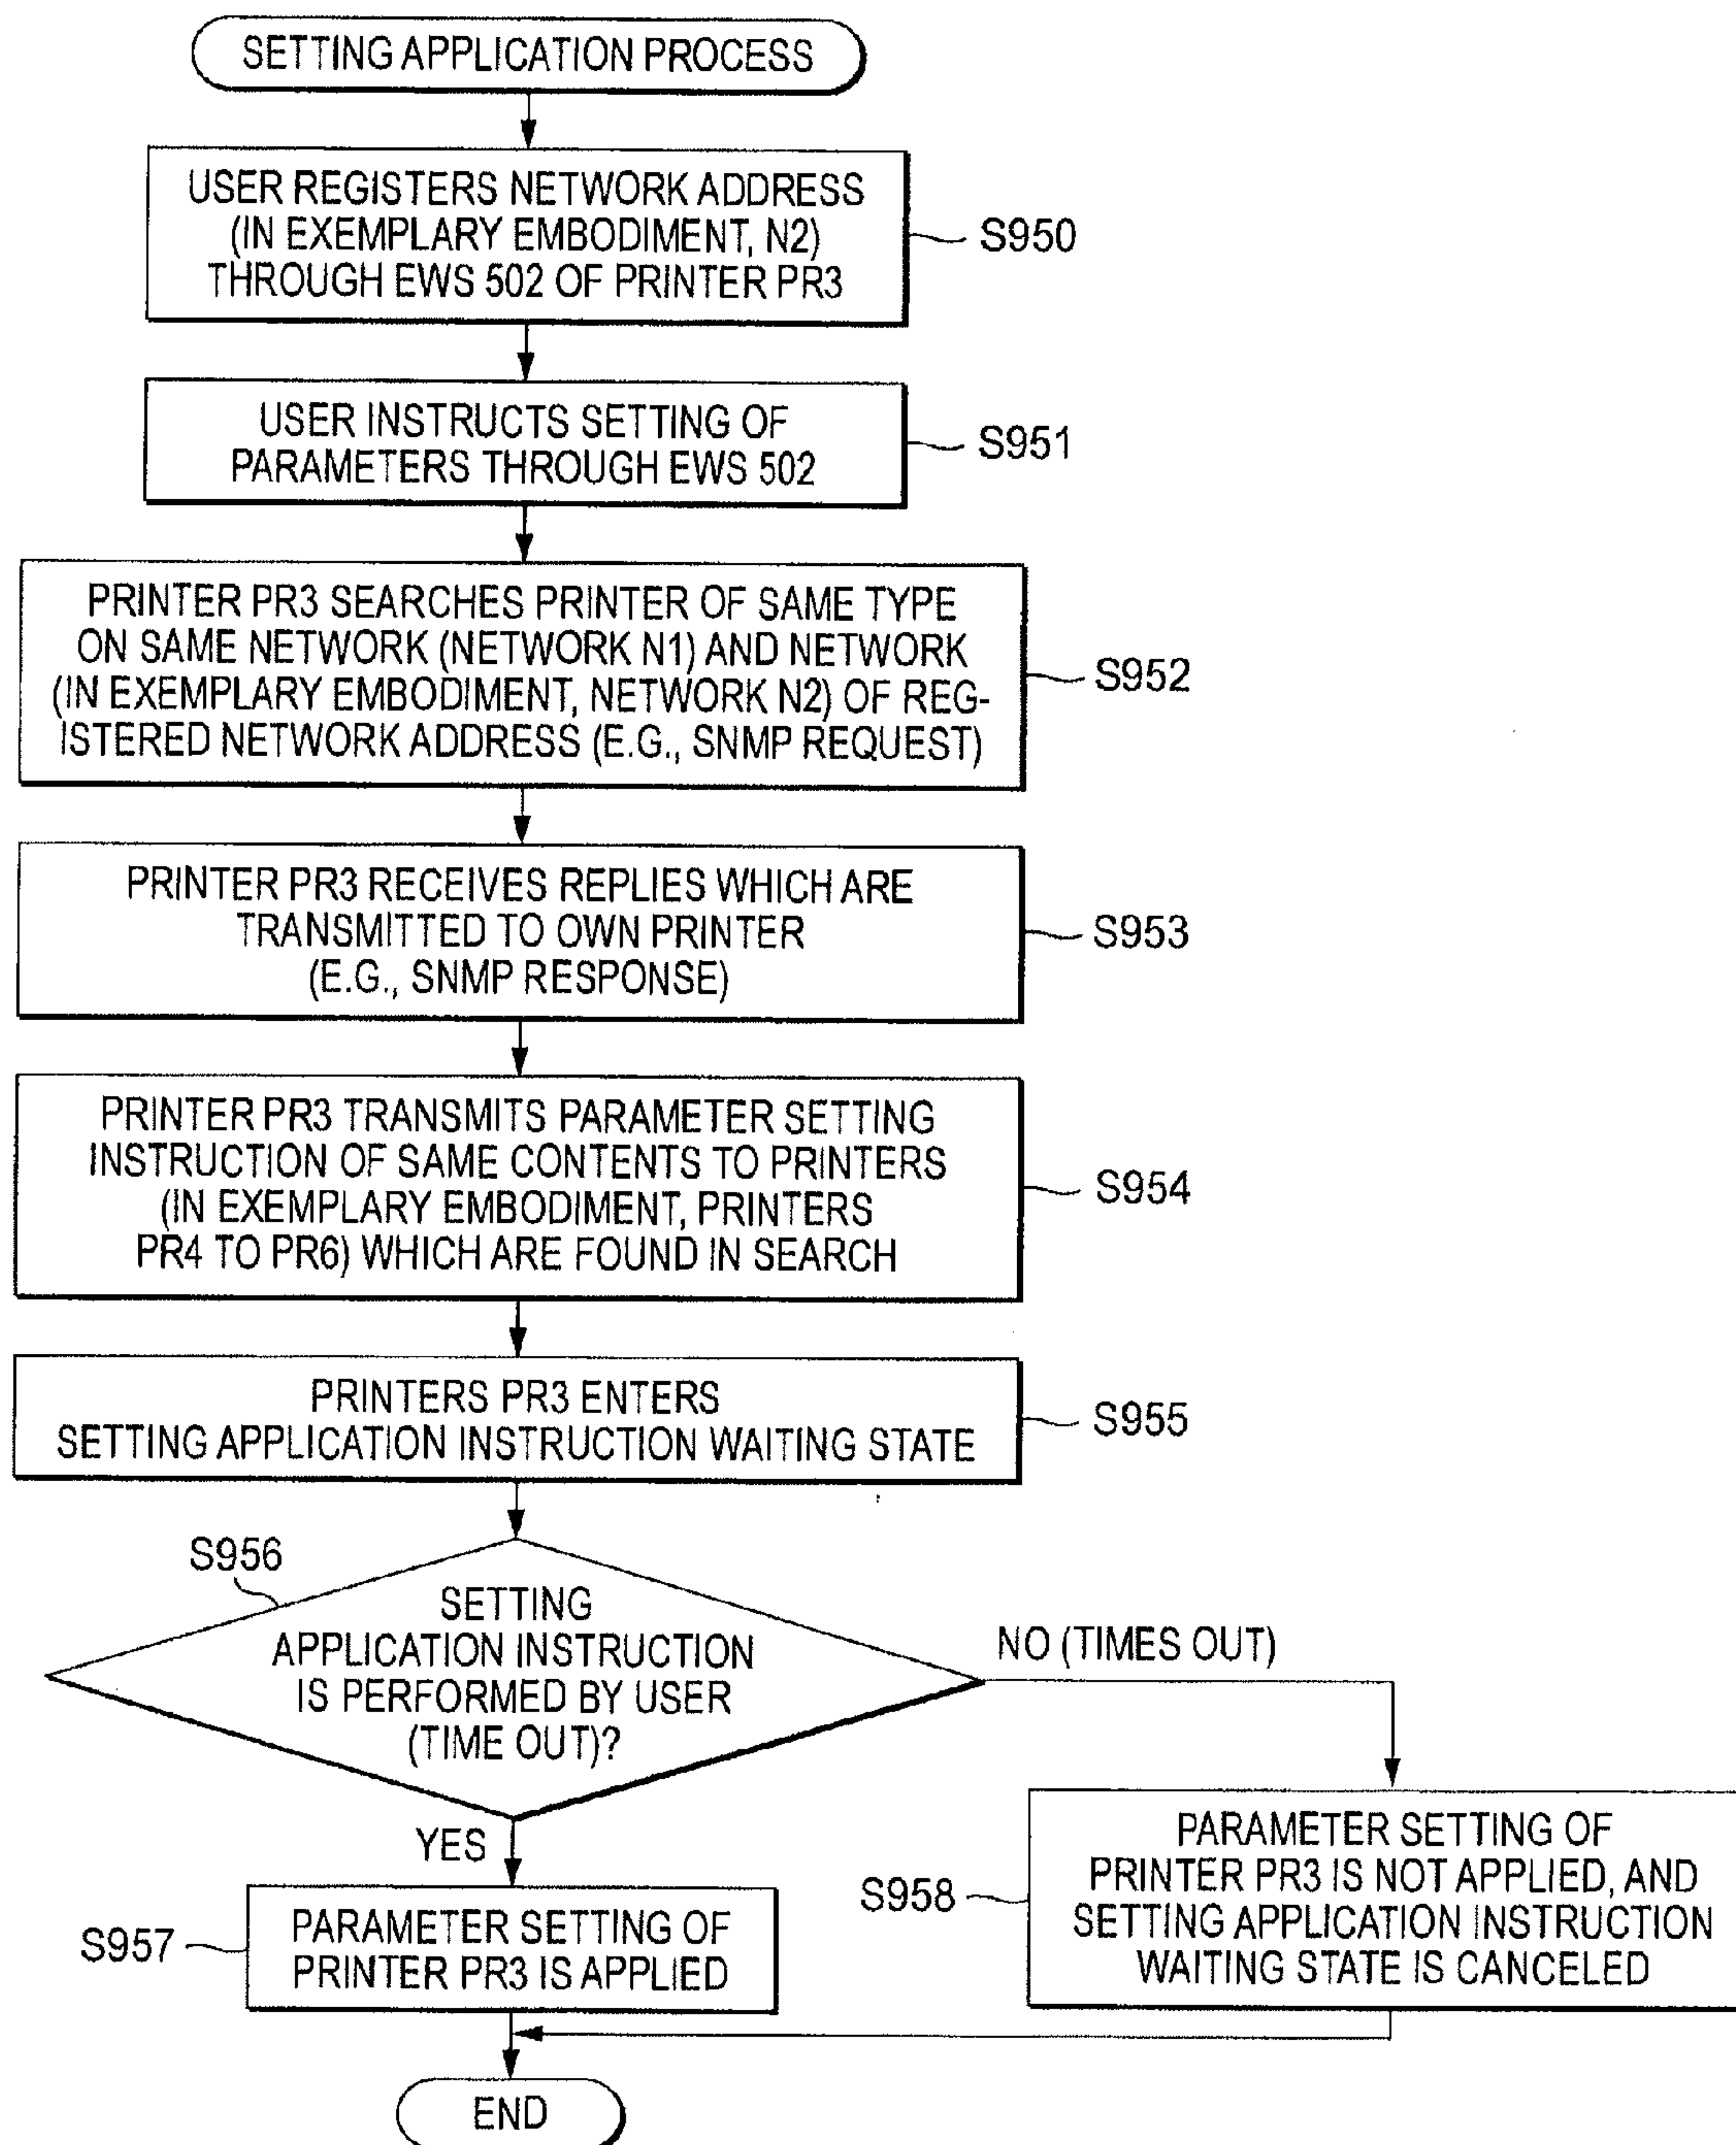 SETTING APPLICATION PROCESS
USER REGISTERS NETWORK ADDRESS
(IN EXEMPLARY EMBODIMENT, N2)
THROUGH EWS 502 OF PRINTER PR3
S950
USER INSTRUCTS SETTING OF
PARAMETERS THROUGH EWS 502
S951
PRINTER PR3 SEARCHES PRINTER OF SAME TYPE
ON SAME NETWORK (NETWORK N1) AND NETWORK
(IN EXEMPLARY EMBODIMENT, NETWORK N2) OF REG-
ISTERED NETWORK ADDRESS (E.G., SNMP REQUEST)
S952
PRINTER PR3 RECEIVES REPLIES WHICH ARE
TRANSMITTED TO OWN PRINTER
(E.G., SNMP RESPONSE)
S953
PRINTER PR3 TRANSMITS PARAMETER SETTING
INSTRUCTION OF SAME CONTENTS TO PRINTERS
(IN EXEMPLARY EMBODIMENT, PRINTERS
PR4 TO PR6) WHICH ARE FOUND IN SEARCH
S954
PRINTERS PR3 ENTERS
SETTING APPLICATION INSTRUCTION WAITING STATE
S955
S956
SETTING
APPLICATION INSTRUCTION
IS PERFORMED BY USER
(TIME OUT)?
NO (TIMES OUT)
YES
S957
PARAMETER SETTING OF
PRINTER PR3 IS APPLIED
S958
PARAMETER SETTING OF
PRINTER PR3 IS NOT APPLIED, AND
SETTING APPLICATION INSTRUCTION
WAITING STATE IS CANCELED
END